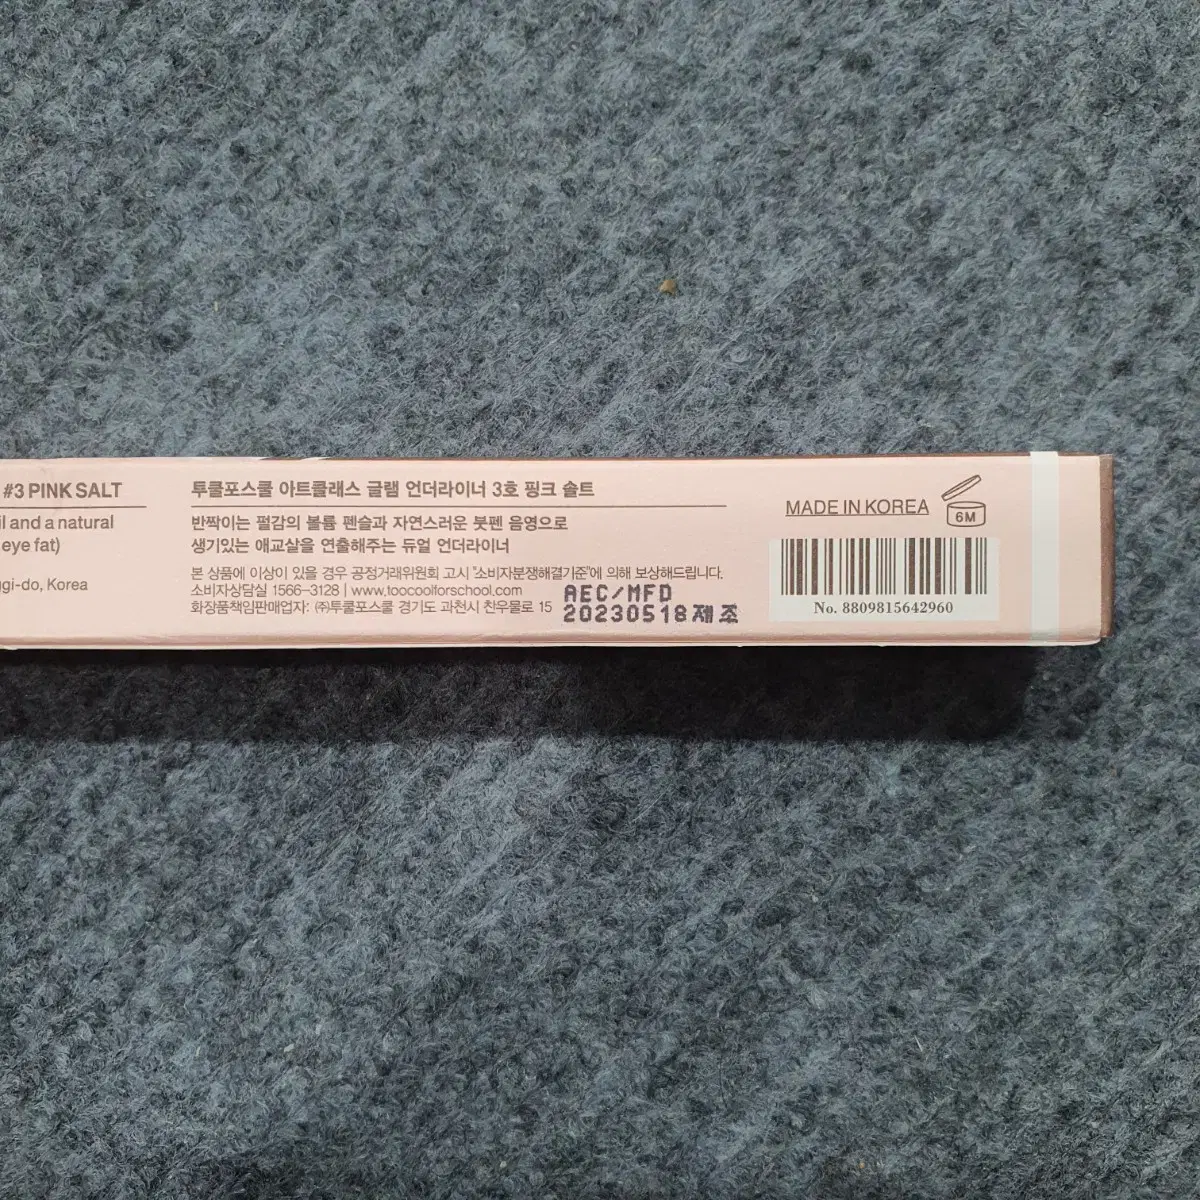 #3 PINK SALT
il and a natural
eye fat)
gi-do, Korea
투쿨포스쿨 아트클래스 글램 언더라이너 3호 핑크 솔트
반짝이는 펄감의 볼륨 펜슬과 자연스러운 붓펜 음영으로
생기있는 애교살을 연출해주는 듀얼 언더라이너
본 상품에 이상이 있을 경우 공정거래위원회 고시 "소비자분쟁해결기준"에 의해 보상해드립니다.
소비자상담실 1566-3128 | www.toocoolforschool.com
화장품책임판매업자: ㈜투쿨포스쿨 경기도 과천시 찬우물로 15
AEC/MFD
20230518제조
MADE IN KOREA
6M
No. 8809815642960